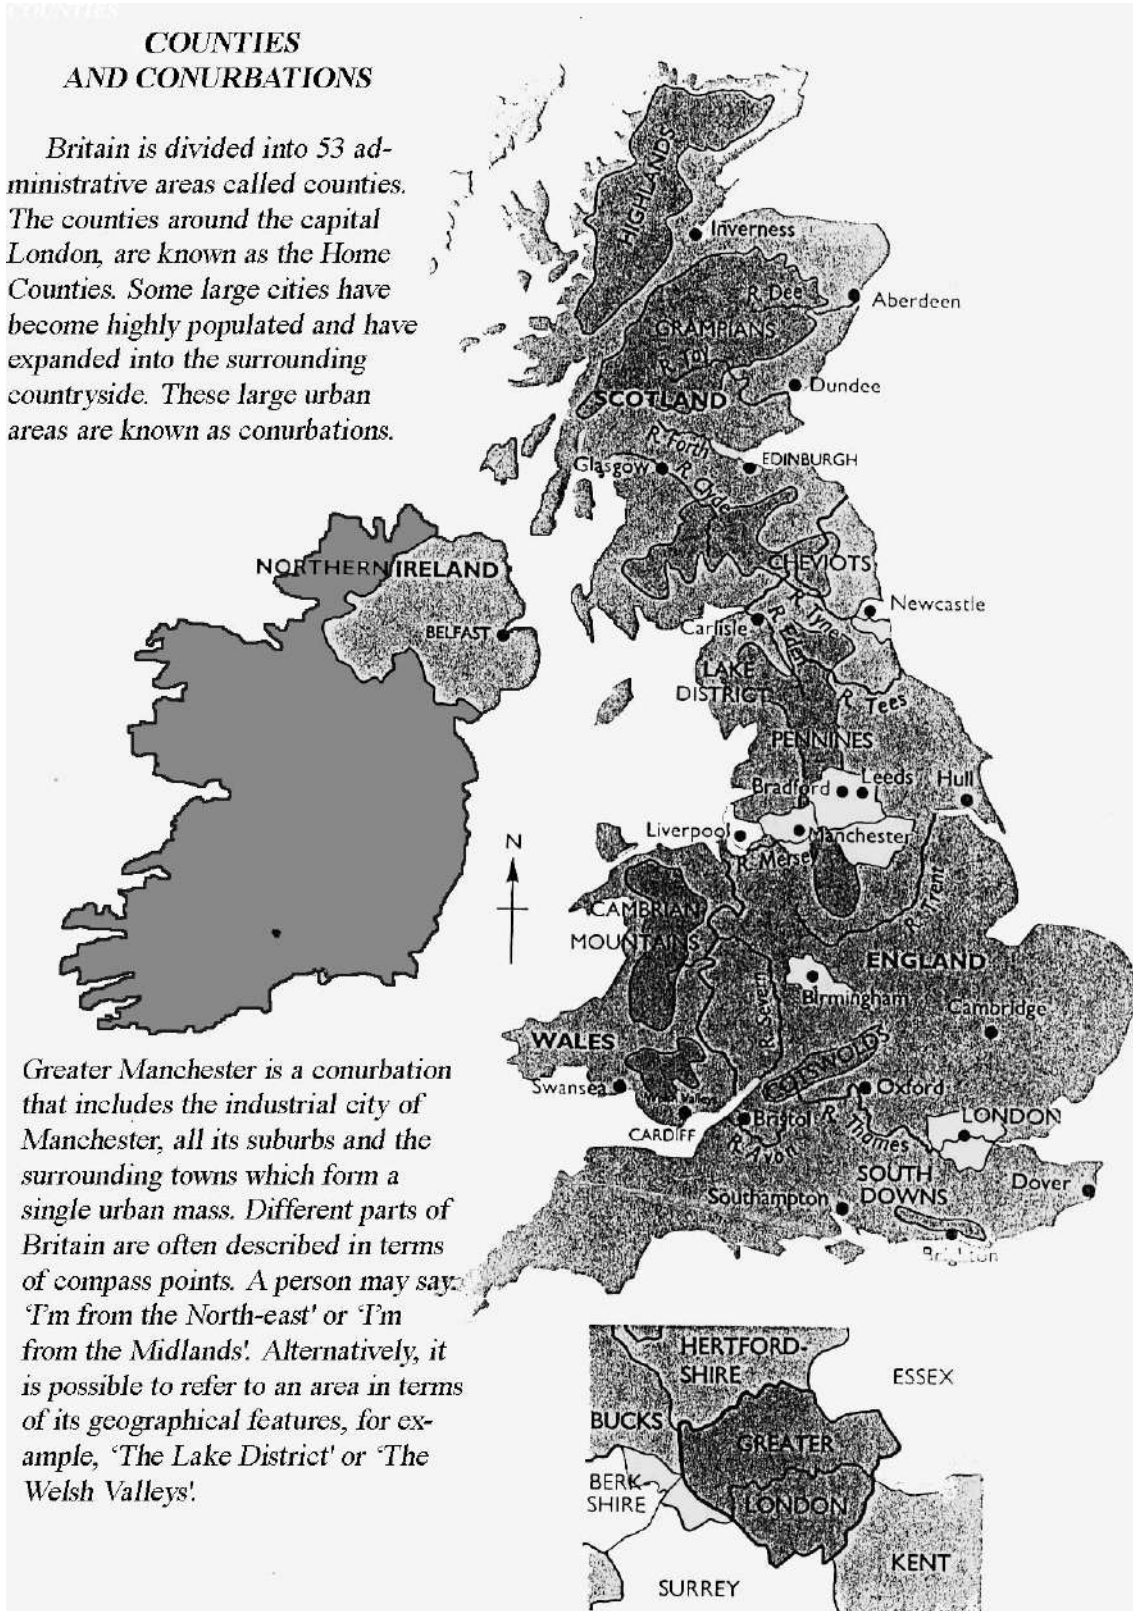 COUNTIES
COUNTIES
AND CONURBATIONS
Britain is divided into 53 ad-
ministrative areas called counties.
The counties around the capital
London, are known as the Home
Counties. Some large cities have
become highly populated and have
expanded into the surrounding
countryside. These large urban
areas are known as conurbations.
HIGHLANDS
Inverness
R. Dee
Aberdeen
GRAMPIANS
R. Tay
Dundee
SCOTLAND
R. Forth
EDINBURGH
Glasgow
R. Clyde
NORTHERN IRELAND
BELFAST
CHEVIOTS
Newcastle
R. Tyne
Carlisle
R. Eden
LAKE
DISTRICT
R. Tees
PENNINES
Bradford
Leeds
Hull
Liverpool
Manchester
R. Mersey
N
R. Trent
CAMBRIAN
MOUNTAINS
ENGLAND
Birmingham
R. Severn
Cambridge
WALES
COTSWOLDS
Swansea
Oxford
Welsh Valleys
CARDIFF
Bristol
R. Avon
R. Thames
LONDON
SOUTH
DOWNS
Dover
Southampton
Brighton
Greater Manchester is a conurbation
that includes the industrial city of
Manchester, all its suburbs and the
surrounding towns which form a
single urban mass. Different parts of
Britain are often described in terms
of compass points. A person may say:
'I'm from the North-east' or 'I'm
from the Midlands'. Alternatively, it
is possible to refer to an area in terms
of its geographical features, for ex-
ample, 'The Lake District' or 'The
Welsh Valleys'.
HERTFORD-
SHIRE
ESSEX
BUCKS
GREATER
LONDON
BERK-
SHIRE
KENT
SURREY